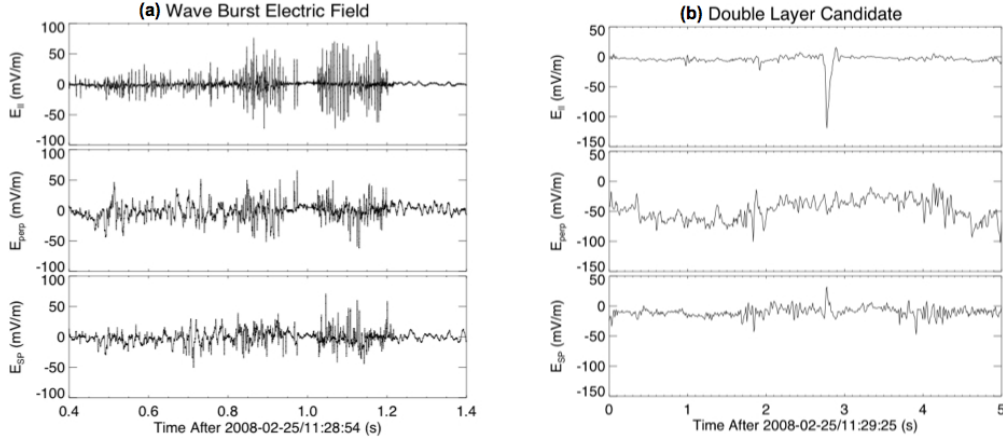 (a) Wave Burst Electric Field
100
50
0
-50
-100
E|| (mV/m)
100
50
0
-50
-100
Eperp (mV/m)
100
50
0
-50
-100
ESP (mV/m)
0.4 0.6 0.8 1.0 1.2 1.4
Time After 2008-02-25/11:28:54 (s)
(b) Double Layer Candidate
50
0
-50
-100
-150
E|| (mV/m)
50
0
-50
-100
-150
Eperp (mV/m)
50
0
-50
-100
-150
ESP (mV/m)
0 1 2 3 4 5
Time After 2008-02-25/11:29:25 (s)